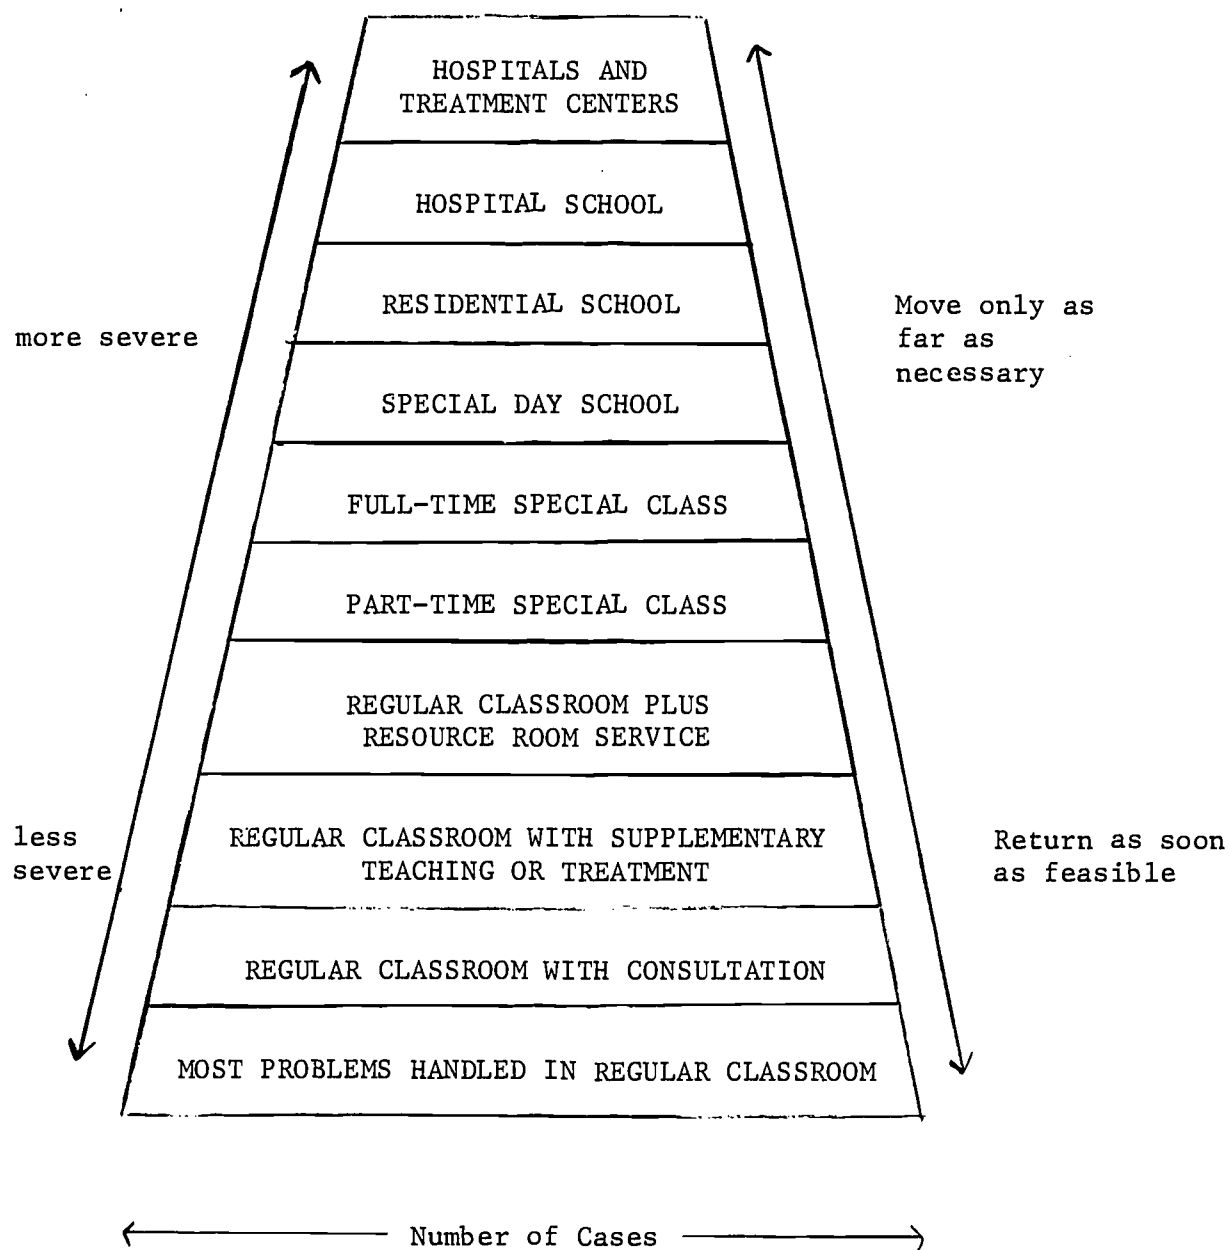 HOSPITALS AND
TREATMENT CENTERS
HOSPITAL SCHOOL
RESIDENTIAL SCHOOL
more severe
Move only as
far as
necessary
SPECIAL DAY SCHOOL
FULL-TIME SPECIAL CLASS
PART-TIME SPECIAL CLASS
REGULAR CLASSROOM PLUS
RESOURCE ROOM SERVICE
less
severe
REGULAR CLASSROOM WITH SUPPLEMENTARY
TEACHING OR TREATMENT
Return as soon
as feasible
REGULAR CLASSROOM WITH CONSULTATION
MOST PROBLEMS HANDLED IN REGULAR CLASSROOM
Number of Cases